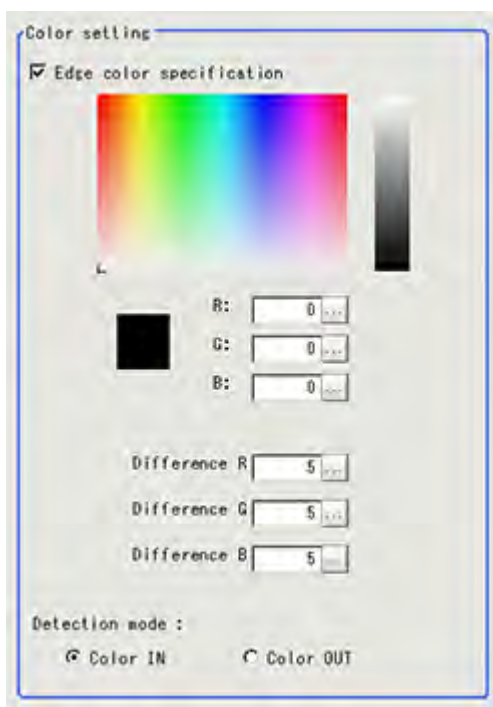 Color setting
Edge color specification
R: 0 ...
G: 0 ...
B: 0 ...
Difference R 5 ...
Difference G 5 ...
Difference B 5 ...
Detection mode :
Color IN Color OUT